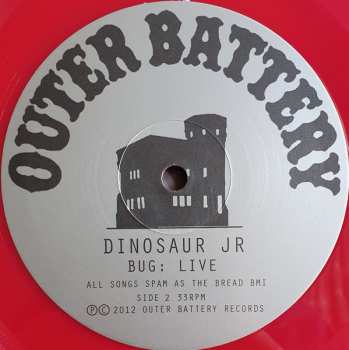 OUTER BATTERY
DINOSAUR JR
BUG: LIVE
ALL SONGS SPAM AS THE BREAD BMI
SIDE 2 33RPM
ⓅⒸ 2012 OUTER BATTERY RECORDS